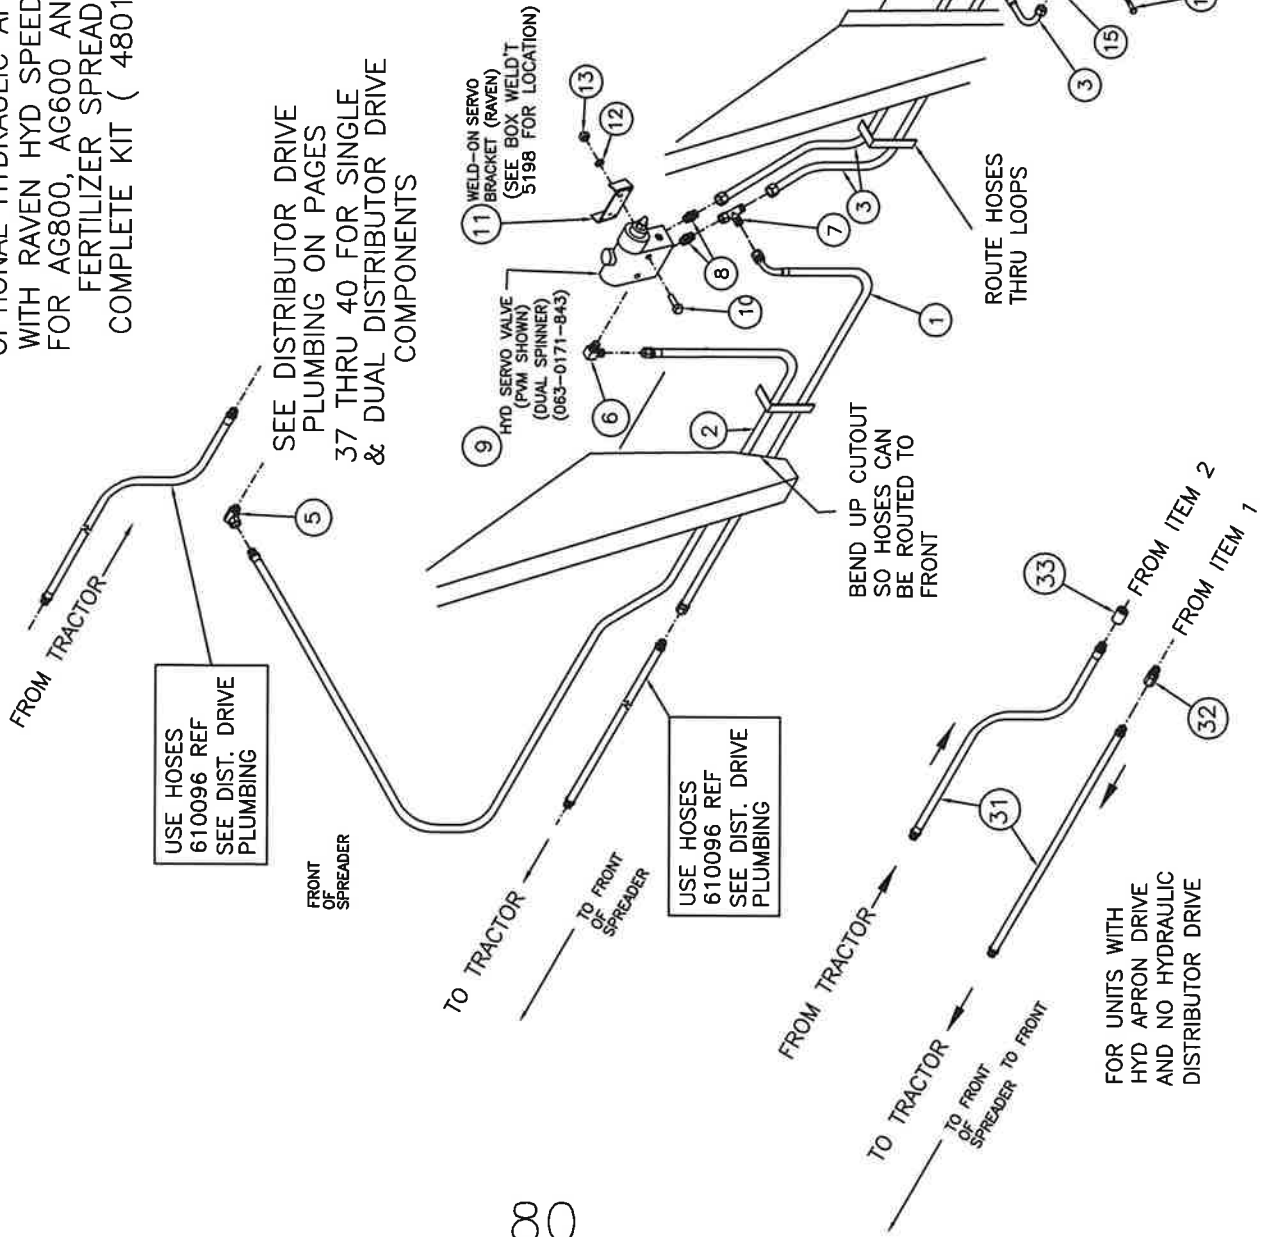 WITH RAVEN HYD SPEED
FOR AG800, AG600 AN
FERTILIZER SPREAD
COMPLETE KIT ( 4801
SEE DISTRIBUTOR DRIVE
PLUMBING ON PAGES
37 THRU 40 FOR SINGLE
& DUAL DISTRIBUTOR DRIVE
COMPONENTS
FROM TRACTOR
USE HOSES
610096 REF
SEE DIST. DRIVE
PLUMBING
5
FRONT
OF
SPREADER
13
12
11
WELD-ON SERVO
BRACKET (RAVEN)
(SEE BOX WELD'T
5198 FOR LOCATION)
9
HYD SERVO VALVE
(PVM SHOWN)
(DUAL SPINNER)
(063-0171-843)
10
8
7
3
6
2
1
ROUTE HOSES
THRU LOOPS
3
15
BEND UP CUTOUT
SO HOSES CAN
BE ROUTED TO
FRONT
TO TRACTOR
TO FRONT
OF
SPREADER
USE HOSES
610096 REF
SEE DIST. DRIVE
PLUMBING
FROM TRACTOR
31
33
FROM ITEM 2
FROM ITEM 1
32
TO TRACTOR
TO FRONT
OF
SPREADER TO FRONT
FOR UNITS WITH
HYD APRON DRIVE
AND NO HYDRAULIC
DISTRIBUTOR DRIVE